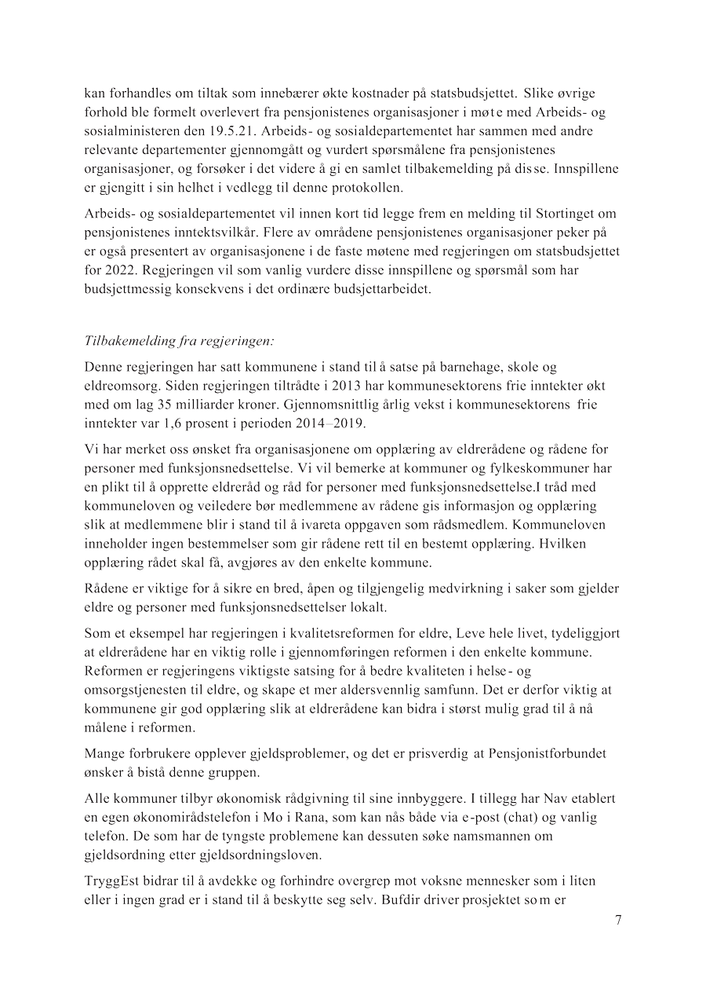 kan forhandles om tiltak som innebærer økte kostnader på statsbudsjettet. Slike øvrige
forhold ble formelt overlevert fra pensjonistenes organisasjoner i møte med Arbeids- og
sosialministeren den 19.5.21. Arbeids- og sosialdepartementet har sammen med andre
relevante departementer gjennomgått og vurdert spørsmålene fra pensjonistenes
organisasjoner, og forsøker i det videre å gi en samlet tilbakemelding på disse. Innspillene
er gjengitt i sin helhet i vedlegg til denne protokollen.
Arbeids- og sosialdepartementet vil innen kort tid legge frem en melding til Stortinget om
pensjonistenes inntektsvilkår. Flere av områdene pensjonistenes organisasjoner peker på
er også presentert av organisasjonene i de faste møtene med regjeringen om statsbudsjettet
for 2022. Regjeringen vil som vanlig vurdere disse innspillene og spørsmål som har
budsjettmessig konsekvens i det ordinære budsjettarbeidet.
Tilbakemelding fra regjeringen:
Denne regjeringen har satt kommunene i stand til å satse på barnehage, skole og
eldreomsorg. Siden regjeringen tiltrådte i 2013 har kommunesektorens frie inntekter økt
med om lag 35 milliarder kroner. Gjennomsnittlig årlig vekst i kommunesektorens frie
inntekter var 1,6 prosent i perioden 2014–2019.
Vi har merket oss ønsket fra organisasjonene om opplæring av eldrerådene og rådene for
personer med funksjonsnedsettelse. Vi vil bemerke at kommuner og fylkeskommuner har
en plikt til å opprette eldreråd og råd for personer med funksjonsnedsettelse.I tråd med
kommuneloven og veiledere bør medlemmene av rådene gis informasjon og opplæring
slik at medlemmene blir i stand til å ivareta oppgaven som rådsmedlem. Kommuneloven
inneholder ingen bestemmelser som gir rådene rett til en bestemt opplæring. Hvilken
opplæring rådet skal få, avgjøres av den enkelte kommune.
Rådene er viktige for å sikre en bred, åpen og tilgjengelig medvirkning i saker som gjelder
eldre og personer med funksjonsnedsettelser lokalt.
Som et eksempel har regjeringen i kvalitetsreformen for eldre, Leve hele livet, tydeliggjort
at eldrerådene har en viktig rolle i gjennomføringen reformen i den enkelte kommune.
Reformen er regjeringens viktigste satsing for å bedre kvaliteten i helse- og
omsorgstjenesten til eldre, og skape et mer aldersvennlig samfunn. Det er derfor viktig at
kommunene gir god opplæring slik at eldrerådene kan bidra i størst mulig grad til å nå
målene i reformen.
Mange forbrukere opplever gjeldsproblemer, og det er prisverdig at Pensjonistforbundet
ønsker å bistå denne gruppen.
Alle kommuner tilbyr økonomisk rådgivning til sine innbyggere. I tillegg har Nav etablert
en egen økonomirådstelefon i Mo i Rana, som kan nås både via e-post (chat) og vanlig
telefon. De som har de tyngste problemene kan dessuten søke namsmannen om
gjeldsordning etter gjeldsordningsloven.
TryggEst bidrar til å avdekke og forhindre overgrep mot voksne mennesker som i liten
eller i ingen grad er i stand til å beskytte seg selv. Bufdir driver prosjektet som er
7